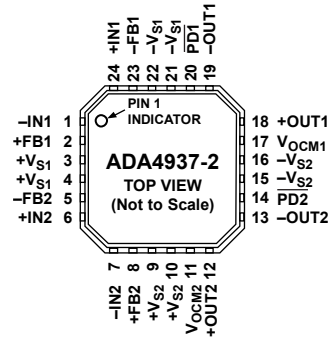 +IN1
–FB1
–VS1
–VS1
PD1
–OUT1
24
23
22
21
20
19
PIN 1
INDICATOR
–IN1 1
+FB1 2
+VS1 3
+VS1 4
–FB2 5
+IN2 6
ADA4937-2
TOP VIEW
(Not to Scale)
18 +OUT1
17 VOCM1
16 –VS2
15 –VS2
14 PD2
13 –OUT2
7
8
9
10
11
12
–IN2
+FB2
+VS2
+VS2
VOCM2
+OUT2